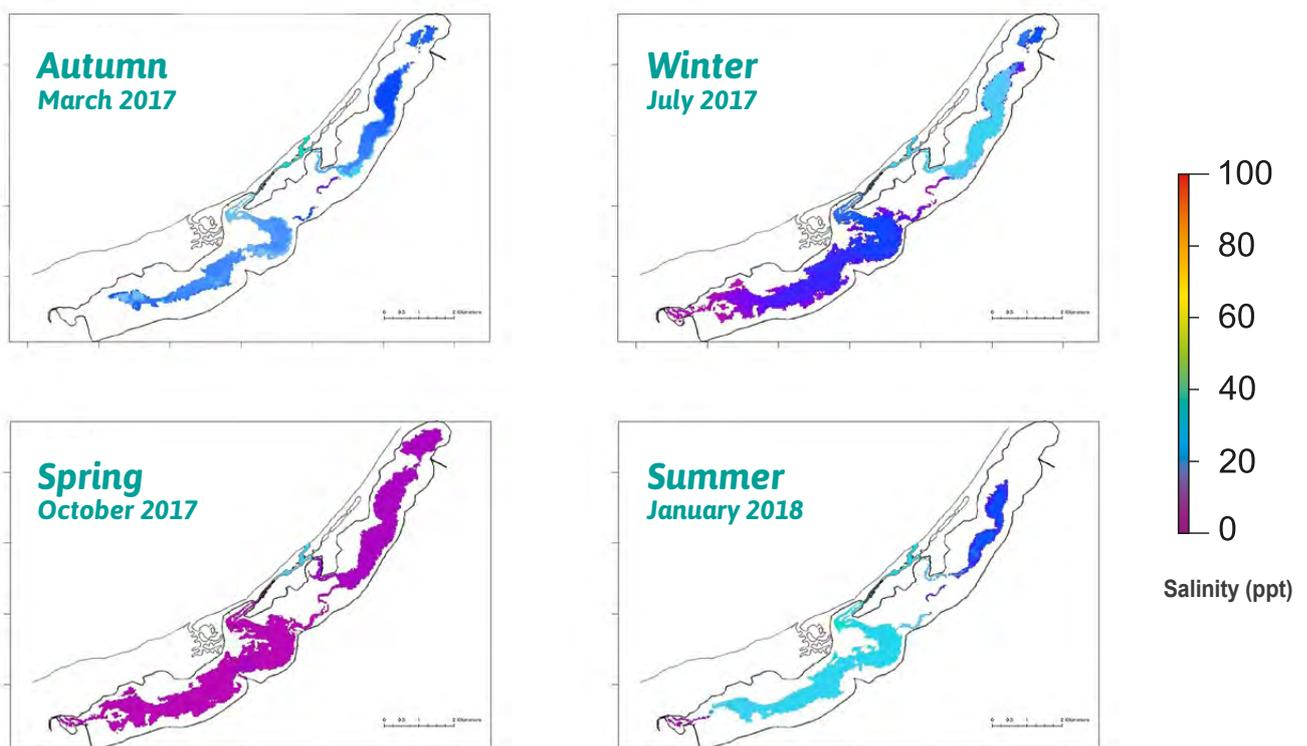 Autumn
March 2017
Winter
July 2017
Spring
October 2017
Summer
January 2018
100
80
60
40
20
0
Salinity (ppt)